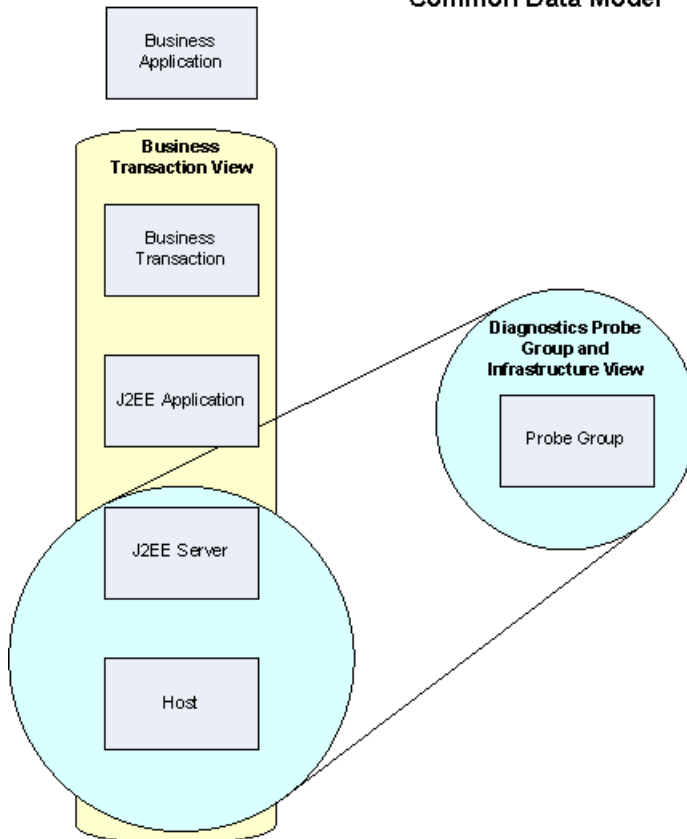 Common Data Model
Business
Application
Business
Transaction View
Business
Transaction
J2EE Application
Diagnostics Probe
Group and
Infrastructure View
Probe Group
J2EE Server
Host